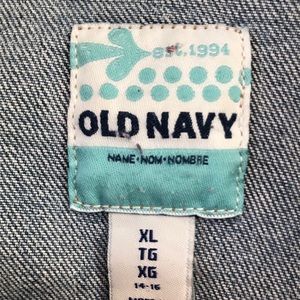 est.1994
OLD NAVY
NAME•NOM•NOMBRE
XL
TG
XG
14-16